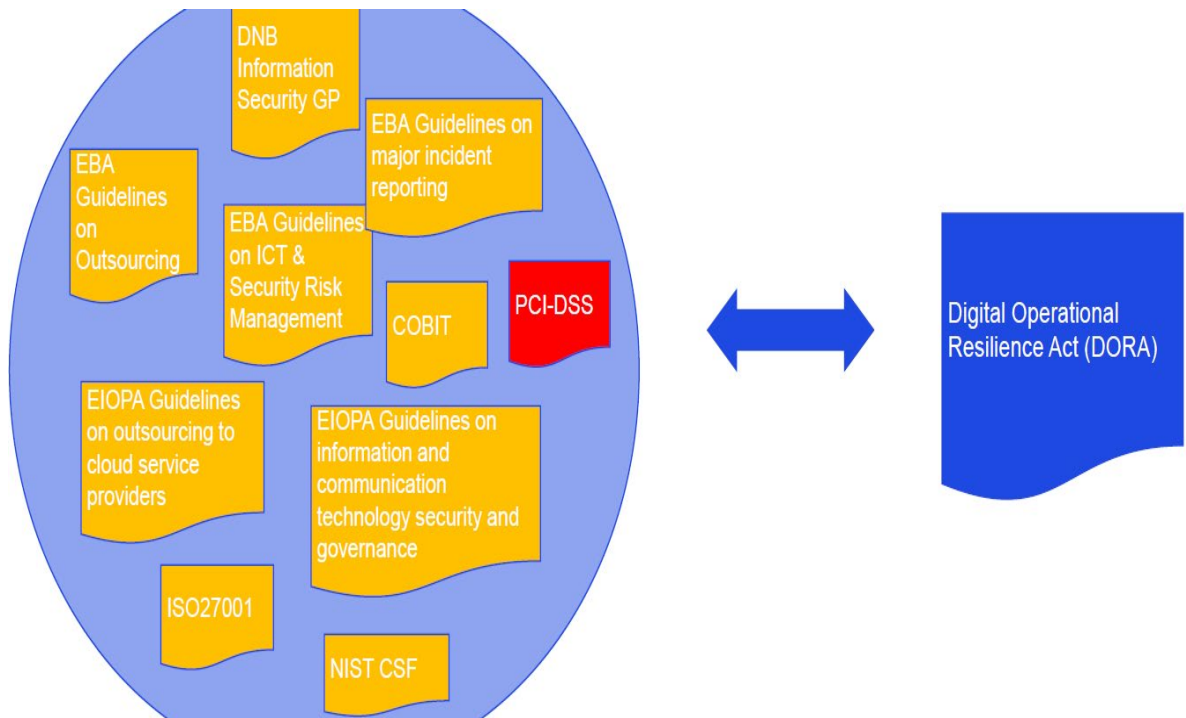 DNB
Information
Security GP
EBA Guidelines on
major incident
reporting
EBA
Guidelines
on
Outsourcing
EBA Guidelines
on ICT &
Security Risk
Management
COBIT
PCI-DSS
Digital Operational
Resilience Act (DORA)
EIOPA Guidelines
on outsourcing to
cloud service
providers
EIOPA Guidelines on
information and
communication
technology security and
governance
ISO27001
NIST CSF